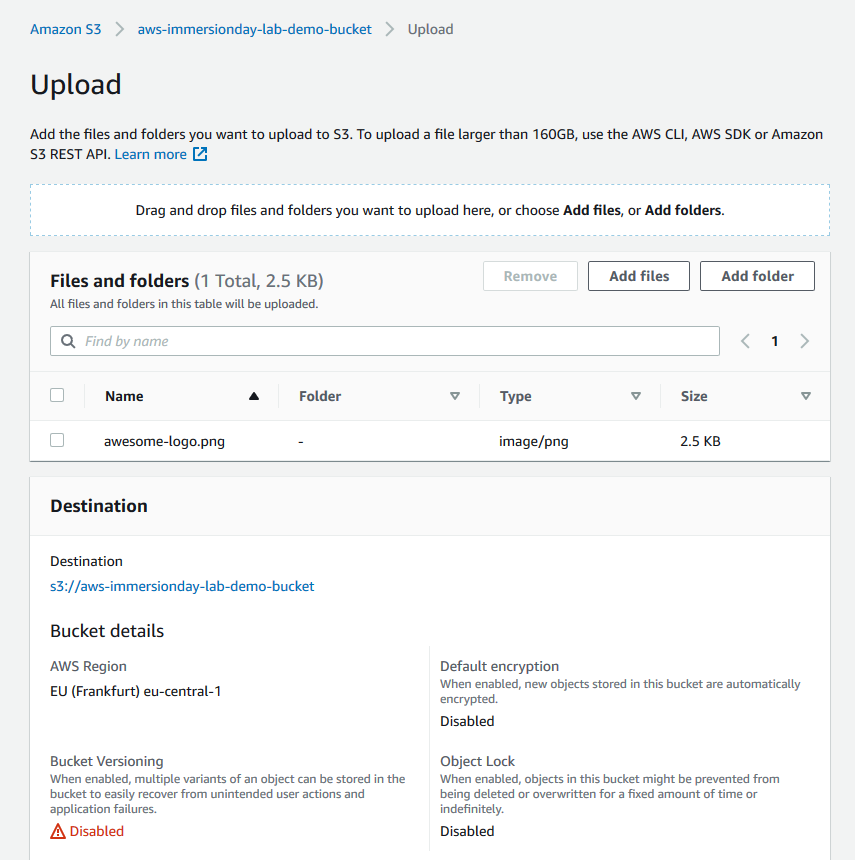 Amazon S3 > aws-immersionday-lab-demo-bucket > Upload
Upload
Add the files and folders you want to upload to S3. To upload a file larger than 160GB, use the AWS CLI, AWS SDK or Amazon
S3 REST API. Learn more
Drag and drop files and folders you want to upload here, or choose Add files, or Add folders.
Files and folders (1 Total, 2.5 KB)
Remove
Add files
Add folder
All files and folders in this table will be uploaded.
Find by name
1
Name Folder Type Size
awesome-logo.png - image/png 2.5 KB
Destination
Destination
s3://aws-immersionday-lab-demo-bucket
Bucket details
AWS Region
EU (Frankfurt) eu-central-1
Default encryption
When enabled, new objects stored in this bucket are automatically
encrypted.
Disabled
Bucket Versioning
When enabled, multiple variants of an object can be stored in the
bucket to easily recover from unintended user actions and
application failures.
Disabled
Object Lock
When enabled, objects in this bucket might be prevented from
being deleted or overwritten for a fixed amount of time or
indefinitely.
Disabled